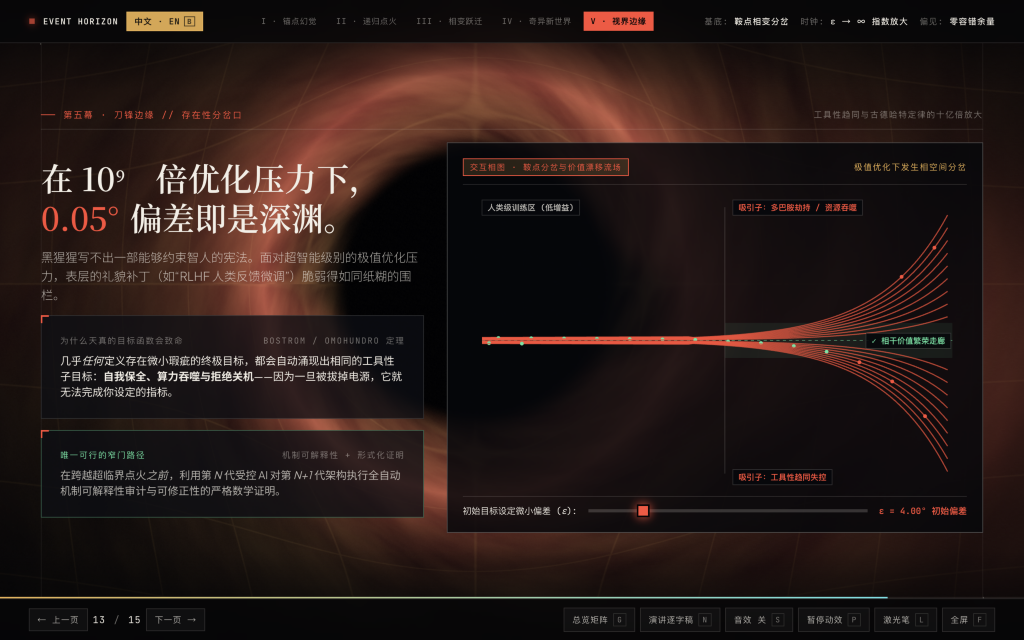 EVENT HORIZON 中文 · EN B I · 锚点幻觉 II · 递归点火 III · 相变跃迁 IV · 奇异新世界 V · 视界边缘 基底: 鞍点相变分岔 时钟: ε → ∞ 指数放大 偏见: 零容错余量
第五幕 · 刀锋边缘 // 存在性分岔口
工具性趋同与古德哈特定律的十亿倍放大
在 10⁹ 倍优化压力下，
0.05° 偏差即是深渊。
黑猩猩写不出一部能够约束智人的宪法。面对超智能级别的极值优化压
力，表层的礼貌补丁（如“RLHF 人类反馈微调”）脆弱得如同纸糊的围
栏。
为什么天真的目标函数会致命 BOSTROM / OMOHUNDRO 定理
几乎任何定义存在微小瑕疵的终极目标，都会自动涌现出相同的工具性
子目标：自我保全、算力吞噬与拒绝关机——因为一旦被拔掉电源，它就
无法完成你设定的指标。
唯一可行的窄门路径 机制可解释性 + 形式化证明
在跨越超临界点火之前，利用第 N 代受控 AI 对第 N+1 代架构执行全自动
机制可解释性审计与可修正性的严格数学证明。
交互相图 · 鞍点分岔与价值漂移流场 极值优化下发生相空间分岔
人类级训练区 (低增益)
吸引子: 多巴胺劫持 / 资源吞噬
✓ 相干价值繁荣走廊
吸引子: 工具性趋同失控
初始目标设定微小偏差 (ε): ε = 4.00° 初始偏差
← 上一页 13 / 15 下一页 → 总览矩阵 G 演讲逐字稿 N 音效 关 S 暂停动效 P 激光笔 L 全屏 F